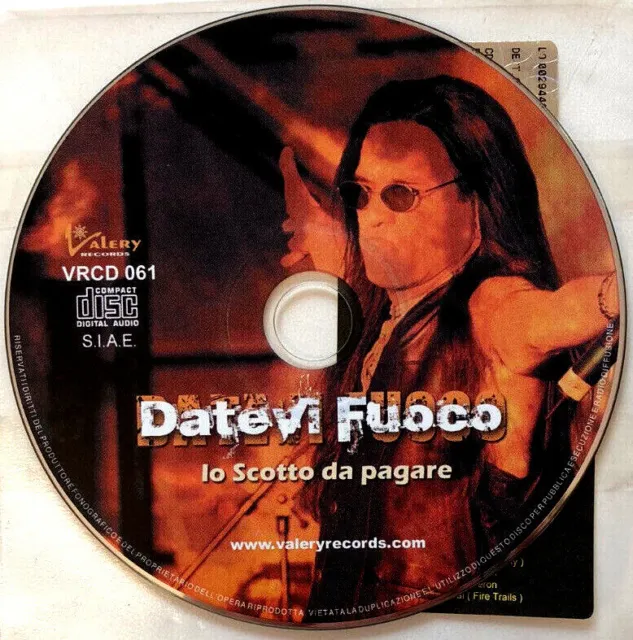 VALERY
RECORDS
VRCD 061
COMPACT
disc
DIGITAL AUDIO
S.I.A.E.
DATEVI FUOCO
Datevi Fuoco
Io Scotto da pagare
www.valeryrecords.com
RISERVATI I DIRITTI DEL PRODUTTORE FONOGRAFICO E DEL PROPRIETARIO DELL'OPERA RIPRODOTTA. VIETATA LA DUPLICAZIONE E L'UTILIZZO DI QUESTO DISCO PER PUBBLICA ESECUZIONE E RADIODIFFUSIONE
( Fire Trails )